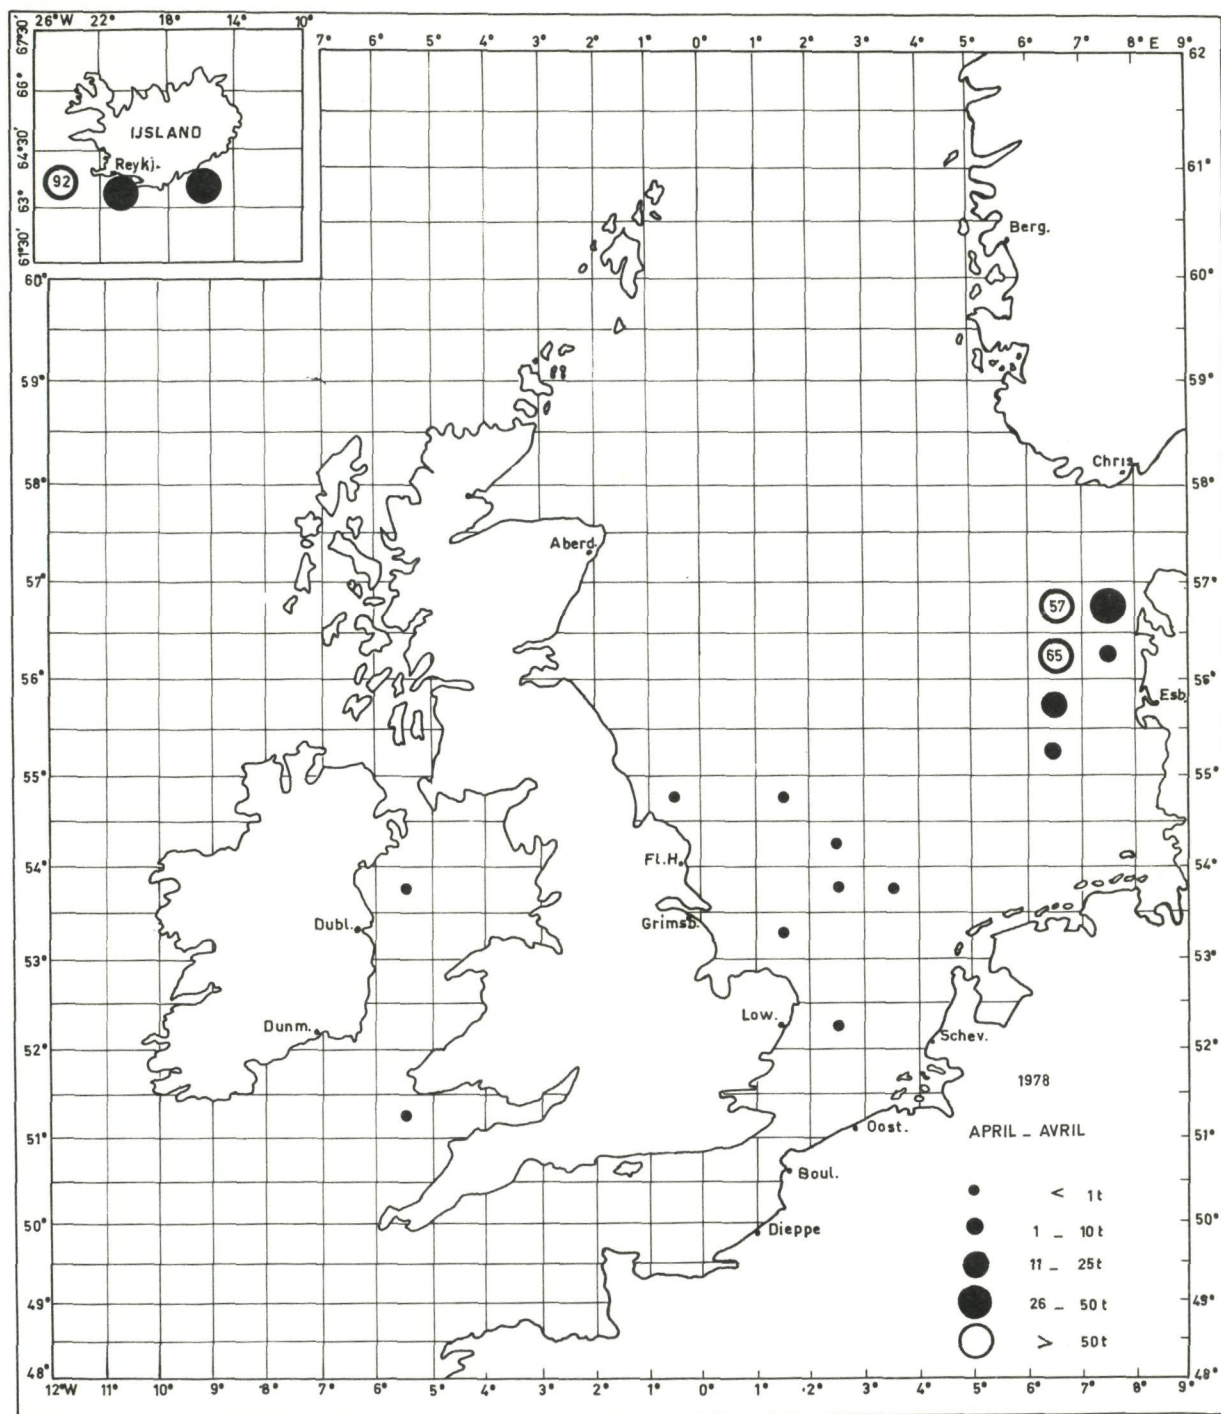 26°W 22° 18° 14° 10°
67°30' 66° 64°30' 63° 61°30'
IJSLAND
Reykj.
92
7° 6° 5° 4° 3° 2° 1° 0° 1° 2° 3° 4° 5° 6° 7° 8° E 9°
62
61°
Berg.
60° 60°
59° 59°
Chris
58° 58°
Aberd.
57° 57°
57
65
56° 56°
Esb
55° 55°
Fl.H.
54° 54°
Grimsb.
Dubl.
53° 53°
Low.
Dunm.
Schev.
52° 52°
1978
Oost.
APRIL _ AVRIL
51° 51°
Boul.
< 1t
50° 50°
Dieppe
1 _ 10t
11 _ 25t
26 _ 50t
49° 49°
> 50t
48° 48°
12°W 11° 10° 9° 8° 7° 6° 5° 4° 3° 2° 1° 0° 1° 2° 3° 4° 5° 6° 7° 8° 9°